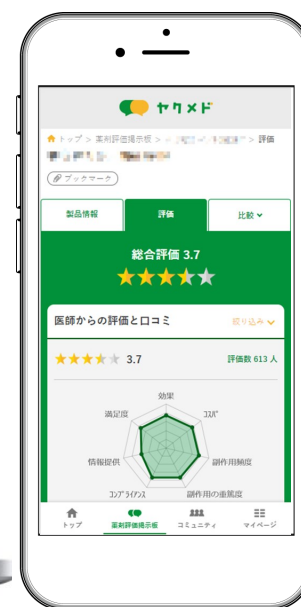 ヤクメド
トップ > 薬剤評価掲示板 > > 評価
ブックマーク
製品情報 評価 比較
総合評価 3.7
医師からの評価と口コミ 絞り込み
3.7 評価数 613 人
効果
満足度 コスパ
情報提供 副作用頻度
コンプライアンス 副作用の重篤度
トップ 薬剤評価掲示板 コミュニティ マイページ